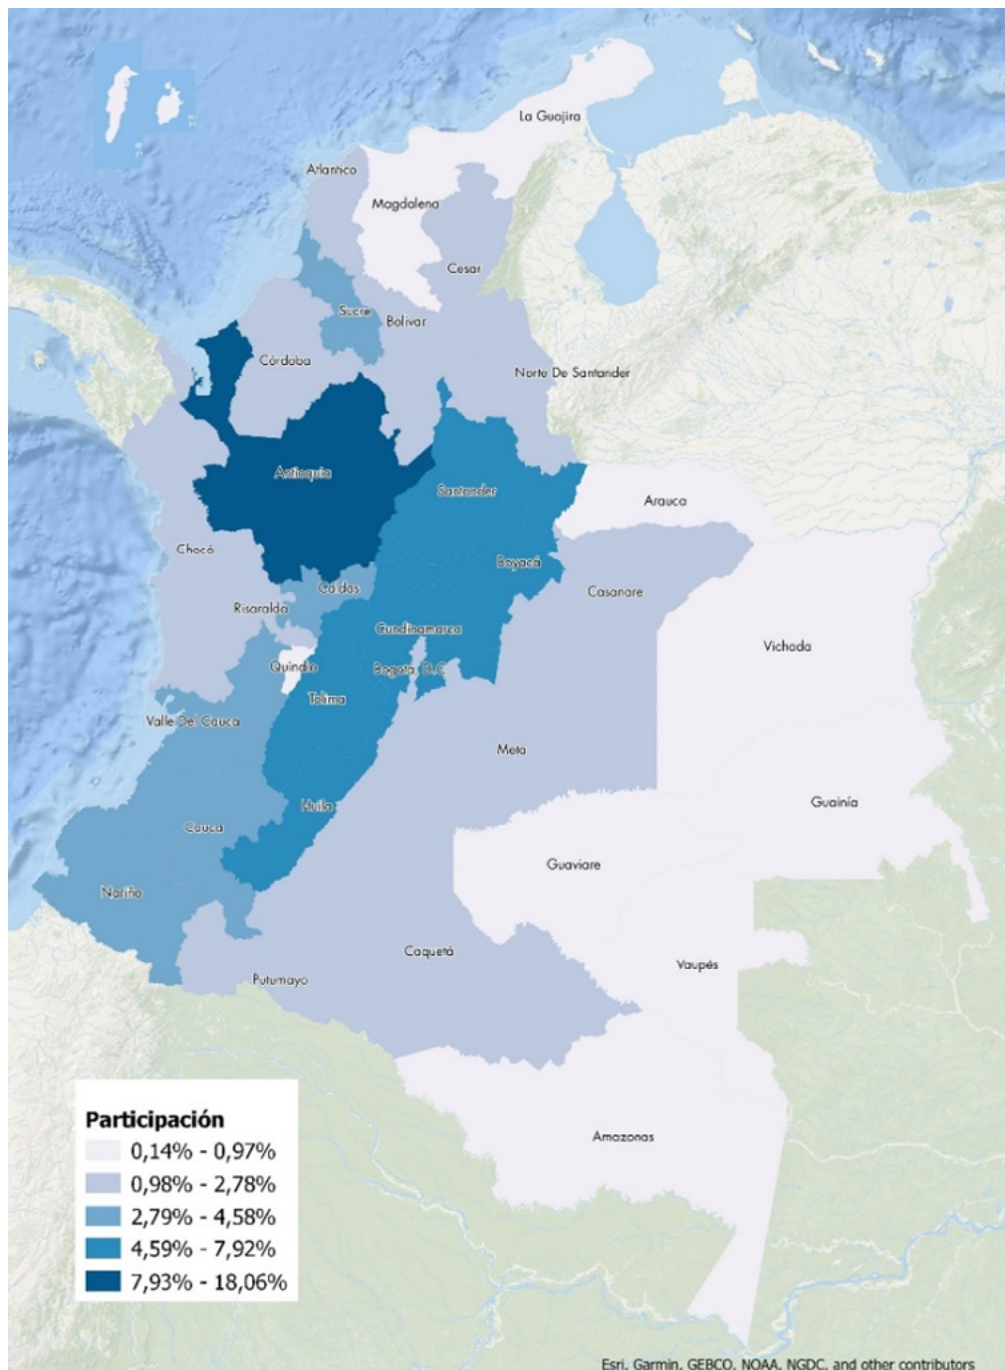 La Guajira
Atlantico
Magdalena
Cesar
Sucre
Bolivar
Córdoba
Norte De Santander
Antioquia
Santander
Arauca
Chocó
Boyacá
Caldas
Casanare
Risaralda
Cundinamarca
Vichada
Quindio
Bogotá, D.C
Tolima
Valle Del Cauca
Meta
Huila
Guainía
Cauca
Guaviare
Nariño
Caquetá
Vaupés
Putumayo
Participación
0,14% - 0,97%
0,98% - 2,78%
2,79% - 4,58%
4,59% - 7,92%
7,93% - 18,06%
Amazonas
Esri, Garmin, GEBCO, NOAA, NGDC, and other contributors